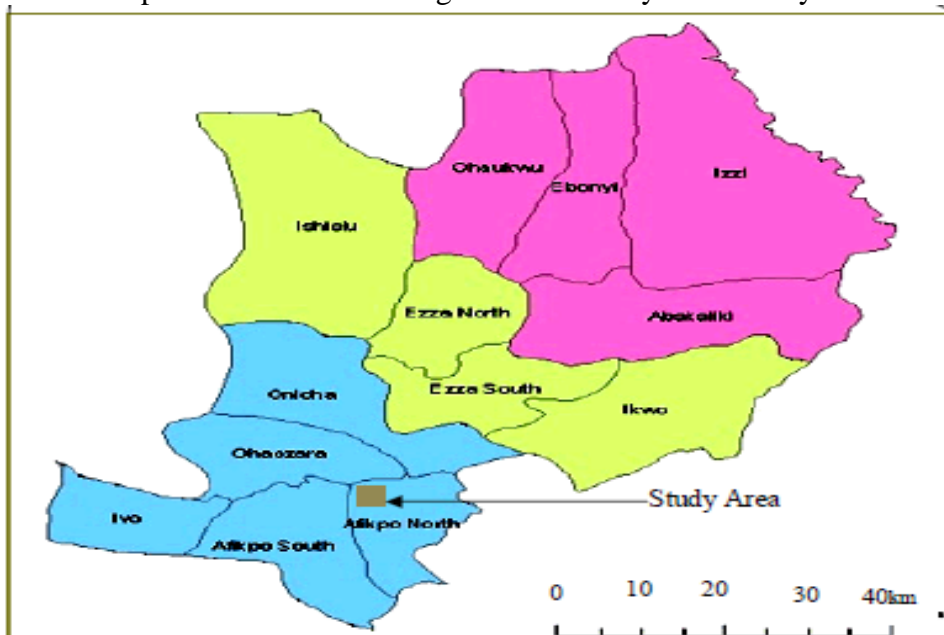 Ohaukwu
Ebonyi
Izzi
Ishielu
Ezza North
Abakaliki
Ezza South
Ikwo
Onicha
Ohaozara
Study Area
Ivo
Afikpo North
Afikpo South
0 10 20 30 40km